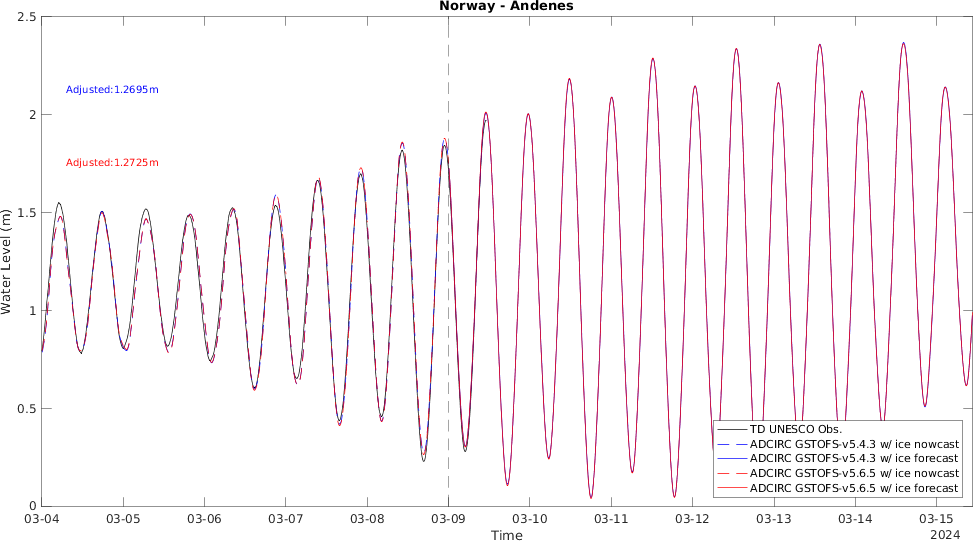 Norway - Andenes
2.5
2
1.5
1
0.5
0
Water Level (m)
Adjusted:1.2695m
Adjusted:1.2725m
TD UNESCO Obs.
ADCIRC GSTOFS-v5.4.3 w/ ice nowcast
ADCIRC GSTOFS-v5.4.3 w/ ice forecast
ADCIRC GSTOFS-v5.6.5 w/ ice nowcast
ADCIRC GSTOFS-v5.6.5 w/ ice forecast
03-04 03-05 03-06 03-07 03-08 03-09 03-10 03-11 03-12 03-13 03-14 03-15
2024
Time